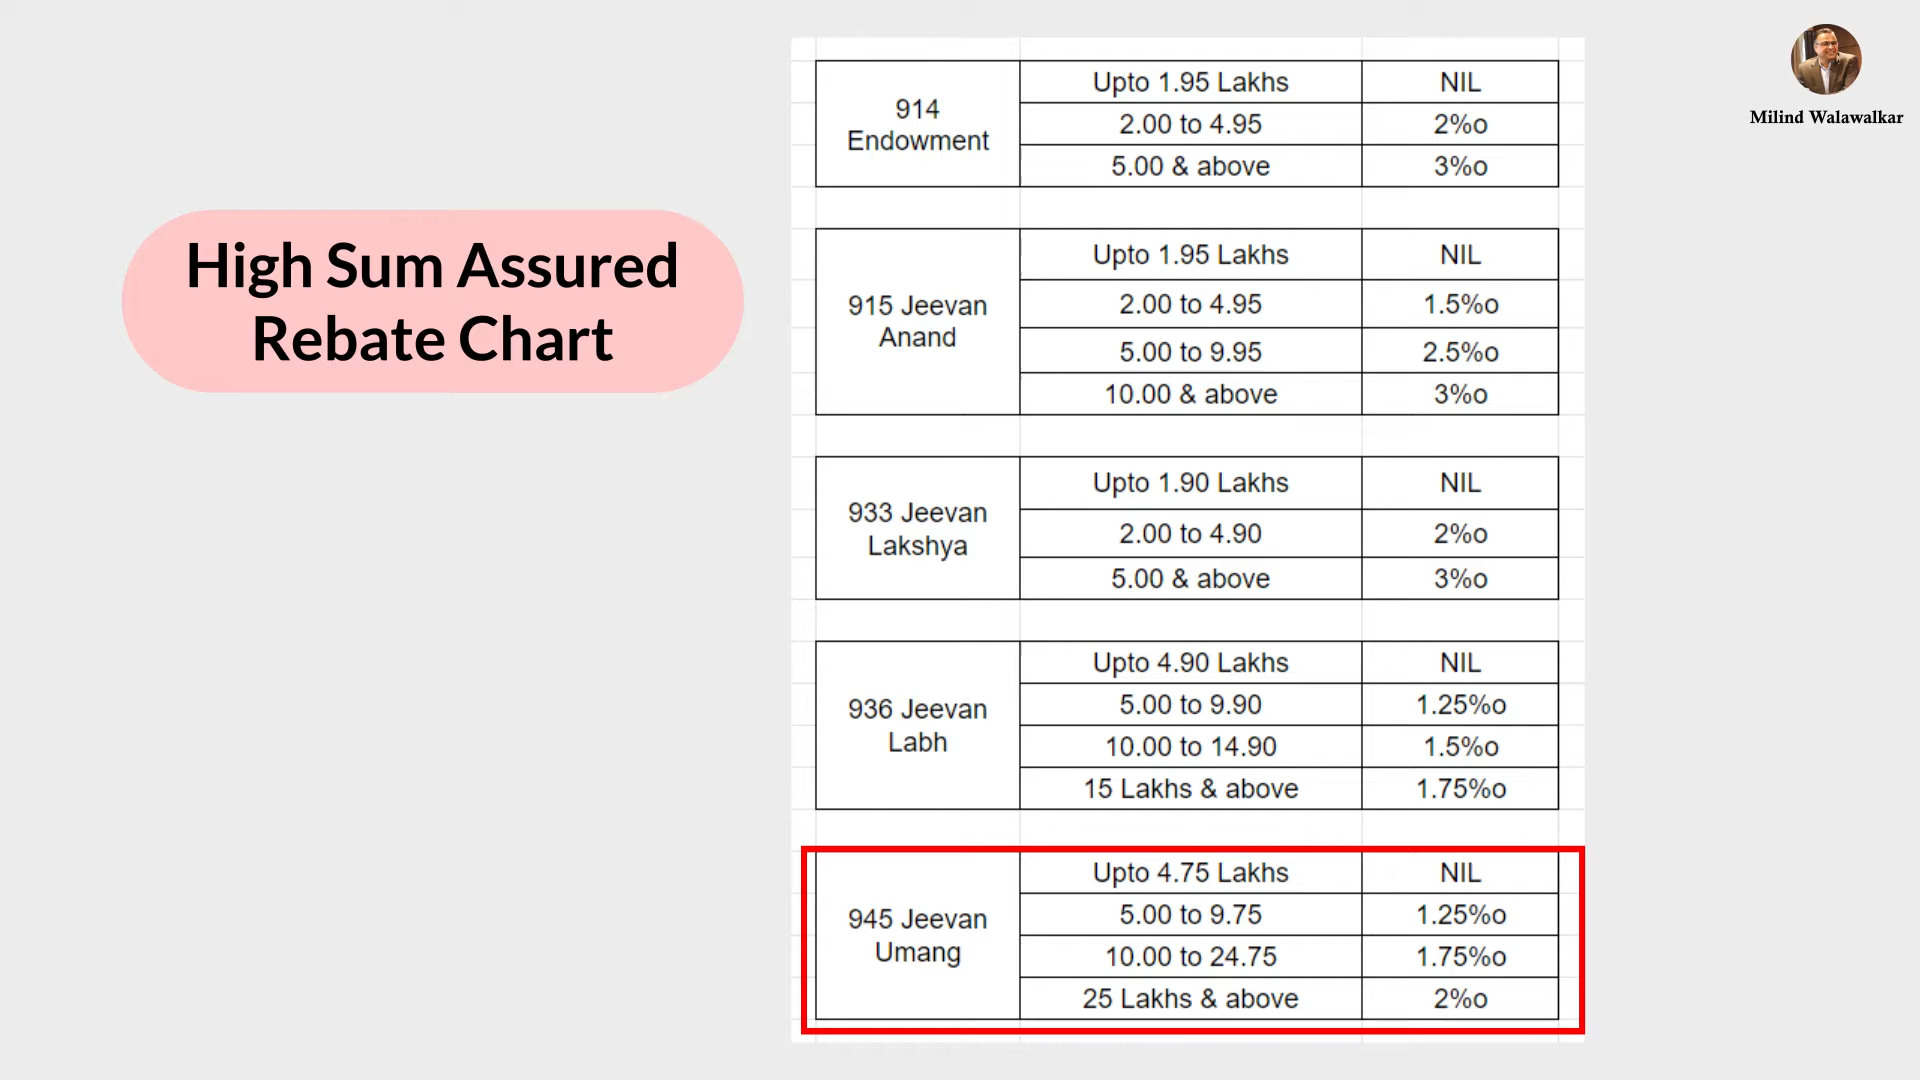 High Sum Assured
Rebate Chart
914
Endowment
Upto 1.95 Lakhs NIL
2.00 to 4.95 2%o
5.00 & above 3%o
915 Jeevan
Anand
Upto 1.95 Lakhs NIL
2.00 to 4.95 1.5%o
5.00 to 9.95 2.5%o
10.00 & above 3%o
933 Jeevan
Lakshya
Upto 1.90 Lakhs NIL
2.00 to 4.90 2%o
5.00 & above 3%o
936 Jeevan
Labh
Upto 4.90 Lakhs NIL
5.00 to 9.90 1.25%o
10.00 to 14.90 1.5%o
15 Lakhs & above 1.75%o
945 Jeevan
Umang
Upto 4.75 Lakhs NIL
5.00 to 9.75 1.25%o
10.00 to 24.75 1.75%o
25 Lakhs & above 2%o
Milind Walawalkar